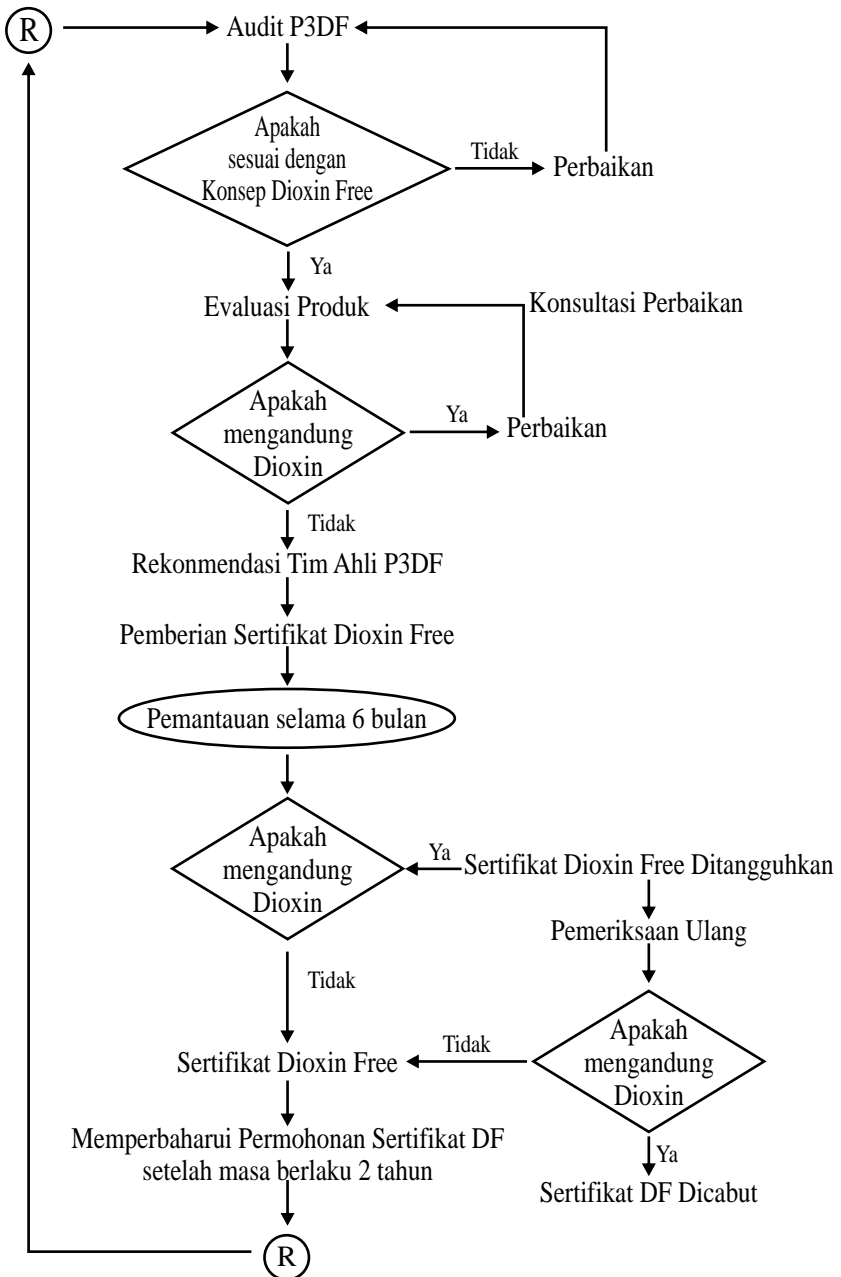 R
Audit P3DF
Apakah
sesuai dengan
Konsep Dioxin Free
Tidak
Perbaikan
Ya
Evaluasi Produk
Konsultasi Perbaikan
Apakah
mengandung
Dioxin
Ya
Perbaikan
Tidak
Rekonmendasi Tim Ahli P3DF
Pemberian Sertifikat Dioxin Free
Pemantauan selama 6 bulan
Apakah
mengandung
Dioxin
Ya
Sertifikat Dioxin Free Ditangguhkan
Pemeriksaan Ulang
Tidak
Apakah
mengandung
Dioxin
Tidak
Sertifikat Dioxin Free
Memperbaharui Permohonan Sertifikat DF
setelah masa berlaku 2 tahun
Ya
Sertifikat DF Dicabut
R